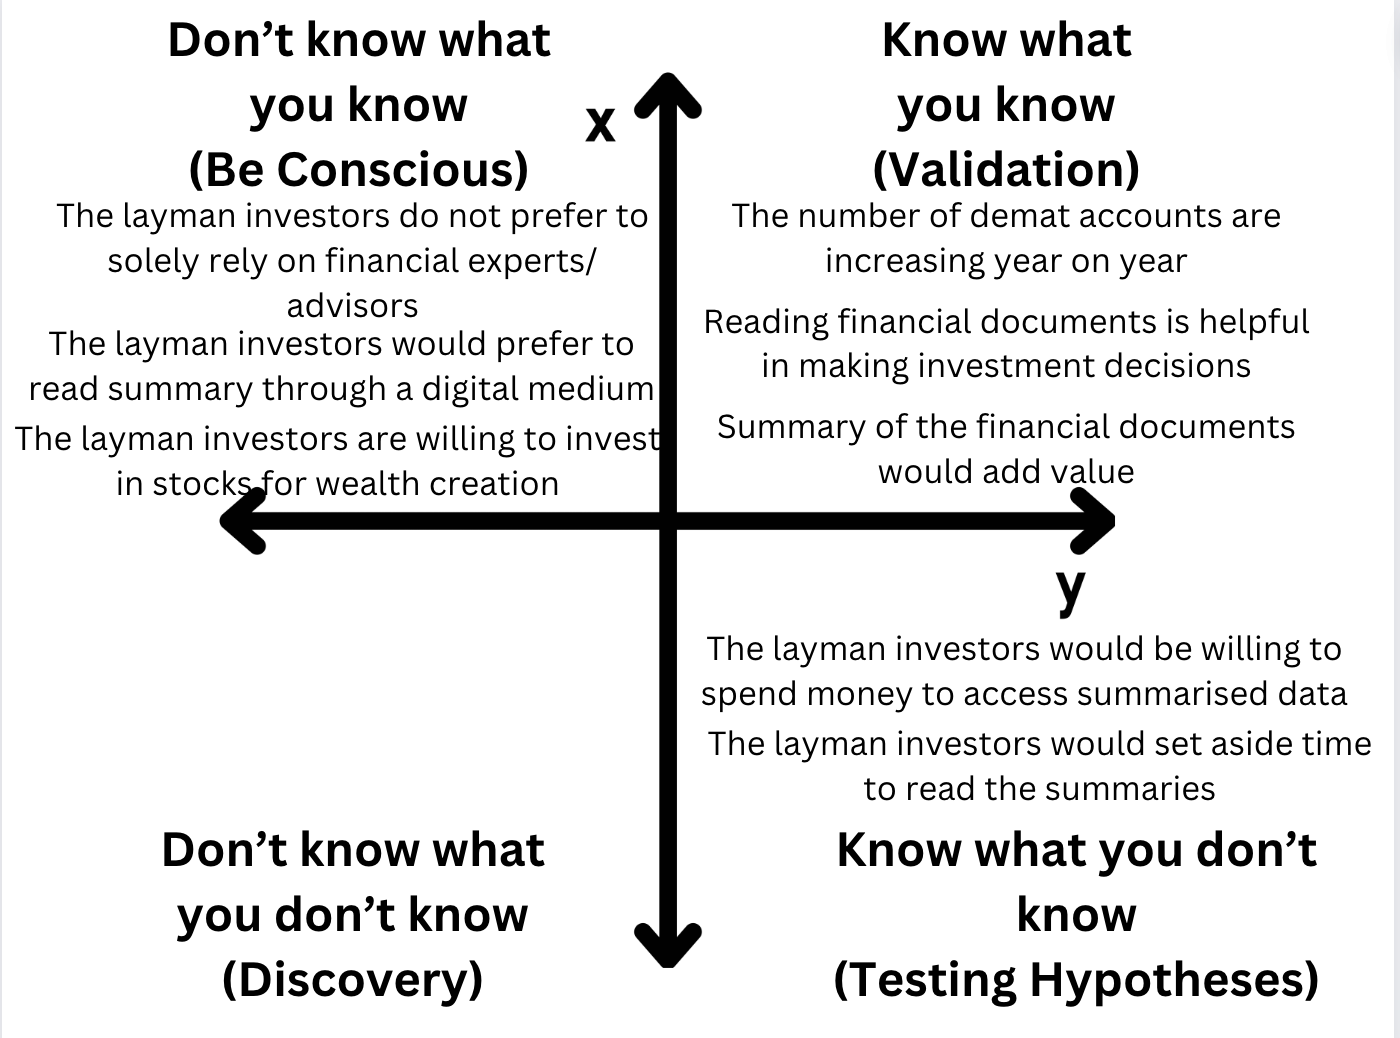 Don’t know what
you know
(Be Conscious)
The layman investors do not prefer to
solely rely on financial experts/
advisors
The layman investors would prefer to
read summary through a digital medium
The layman investors are willing to invest
in stocks for wealth creation
x
Know what
you know
(Validation)
The number of demat accounts are
increasing year on year
Reading financial documents is helpful
in making investment decisions
Summary of the financial documents
would add value
y
The layman investors would be willing to
spend money to access summarised data
The layman investors would set aside time
to read the summaries
Don’t know what
you don’t know
(Discovery)
Know what you don’t
know
(Testing Hypotheses)